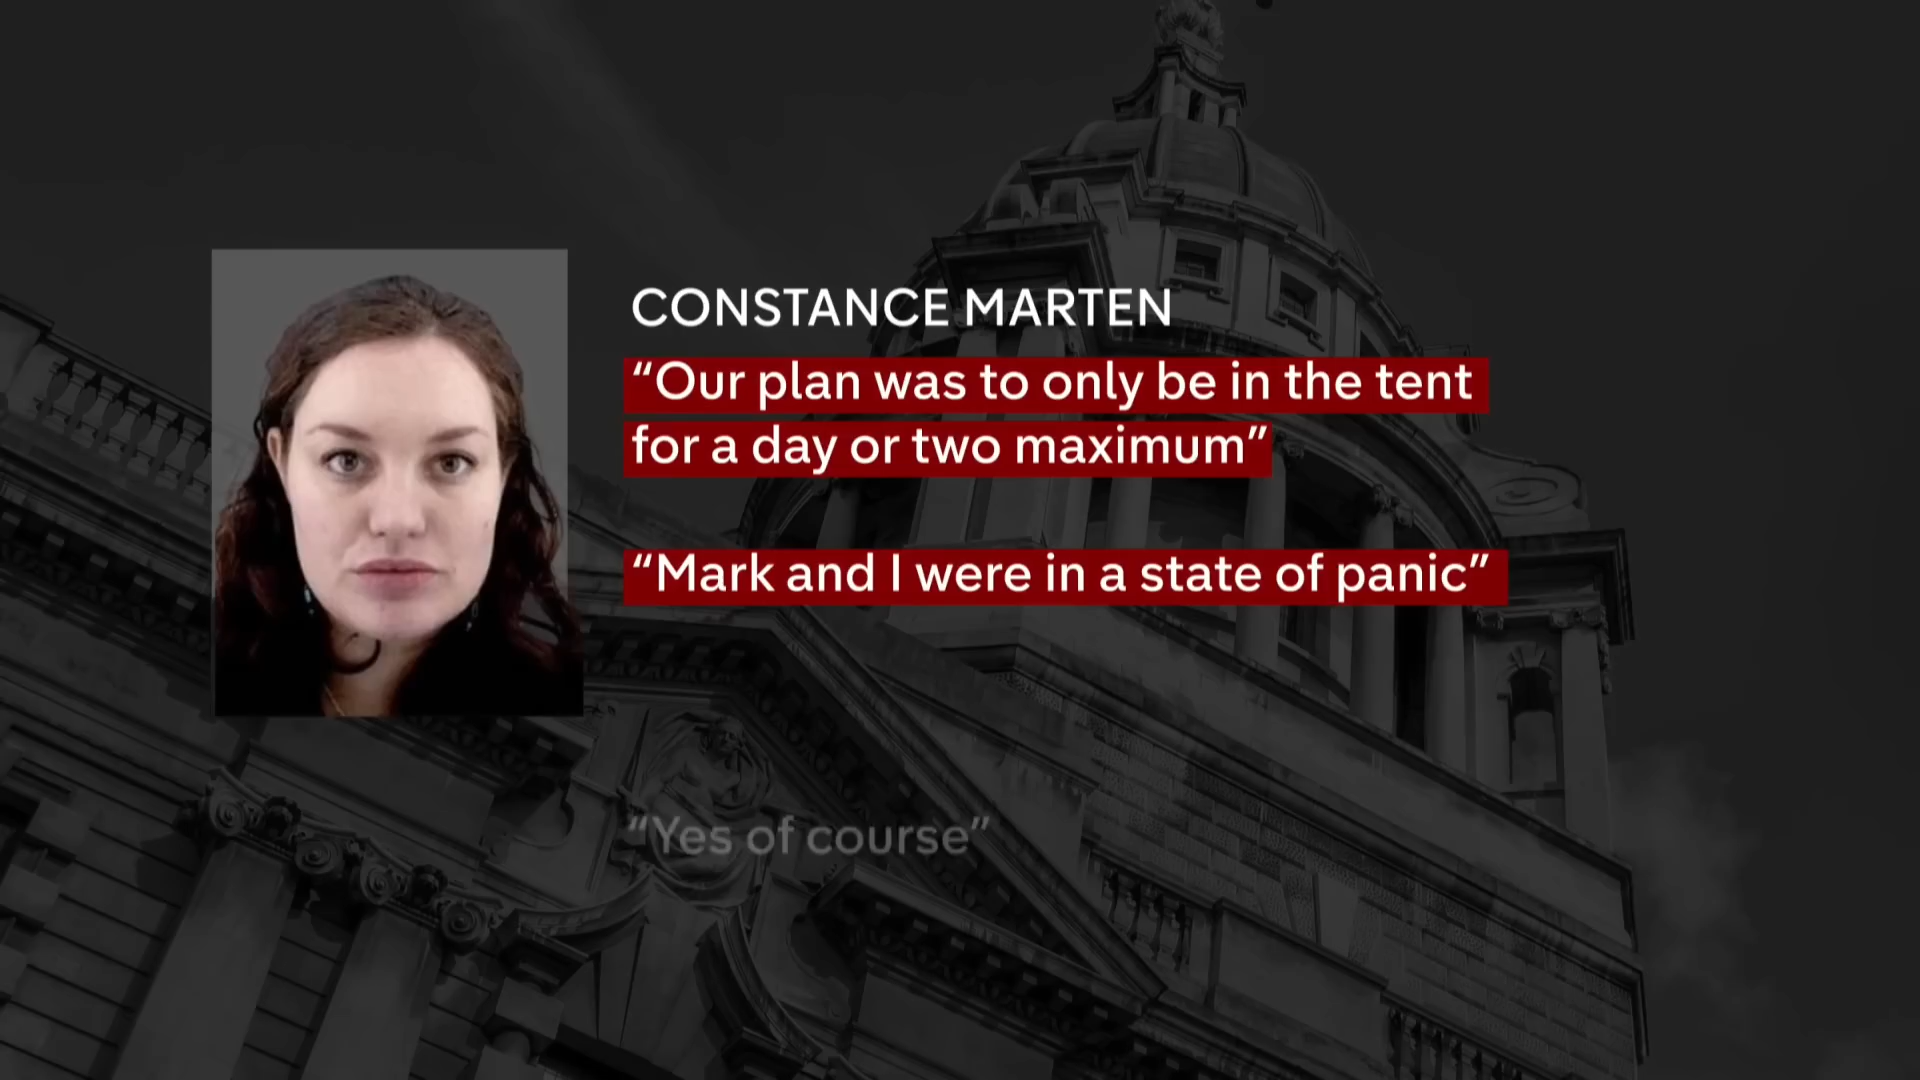 CONSTANCE MARTEN
“Our plan was to only be in the tent
for a day or two maximum”
“Mark and I were in a state of panic”
“Yes of course”